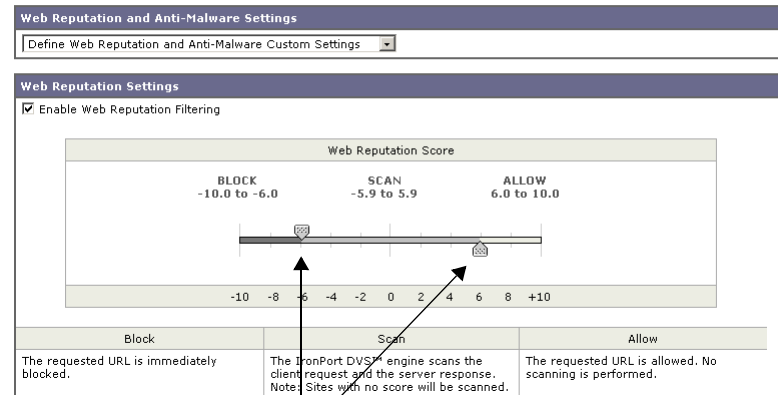 Web Reputation and Anti-Malware Settings
Define Web Reputation and Anti-Malware Custom Settings
Web Reputation Settings
Enable Web Reputation Filtering
Web Reputation Score
BLOCK SCAN ALLOW
-10.0 to -6.0 -5.9 to 5.9 6.0 to 10.0
-10 -8 -6 -4 -2 0 2 4 6 8 +10
Block Scan Allow
The requested URL is immediately
blocked.
The IronPort DVS™ engine scans the
client request and the server response.
Note: Sites with no score will be scanned.
The requested URL is allowed. No
scanning is performed.